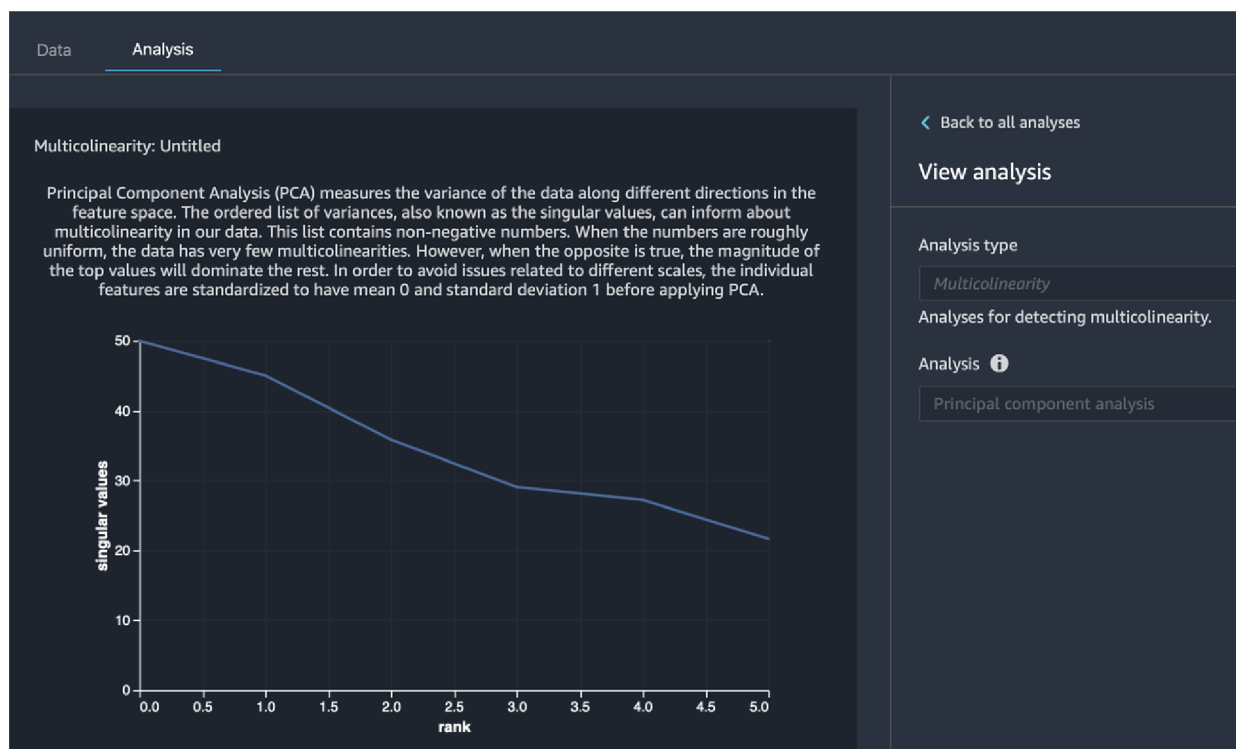 Data
Analysis
Multicolinearity: Untitled
Principal Component Analysis (PCA) measures the variance of the data along different directions in the
feature space. The ordered list of variances, also known as the singular values, can inform about
multicolinearity in our data. This list contains non-negative numbers. When the numbers are roughly
uniform, the data has very few multicolinearities. However, when the opposite is true, the magnitude of
the top values will dominate the rest. In order to avoid issues related to different scales, the individual
features are standardized to have mean 0 and standard deviation 1 before applying PCA.
50
40
30
20
10
0
singular values
0.0 0.5 1.0 1.5 2.0 2.5 3.0 3.5 4.0 4.5 5.0
rank
Back to all analyses
View analysis
Analysis type
Multicolinearity
Analyses for detecting multicolinearity.
Analysis
Principal component analysis